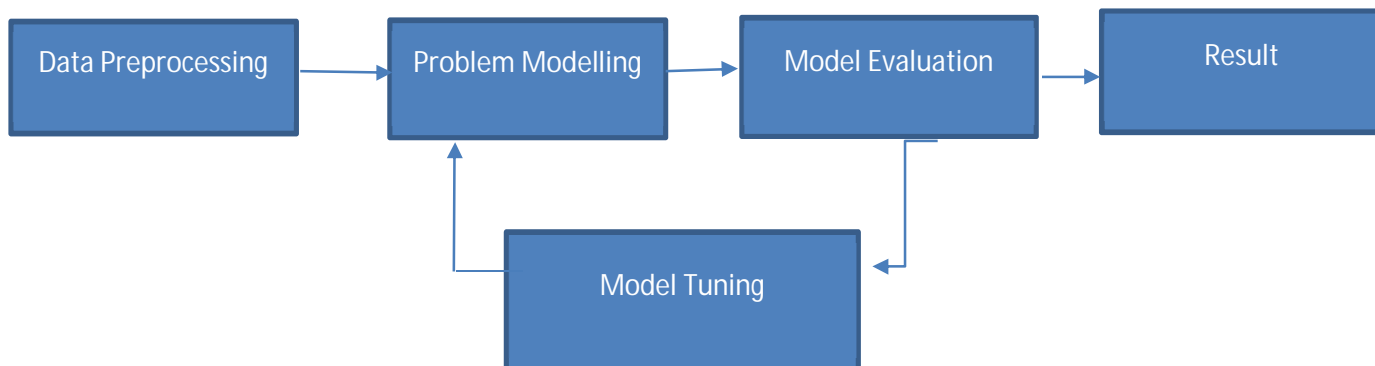 Data Preprocessing
Problem Modelling
Model Evaluation
Result
Model Tuning